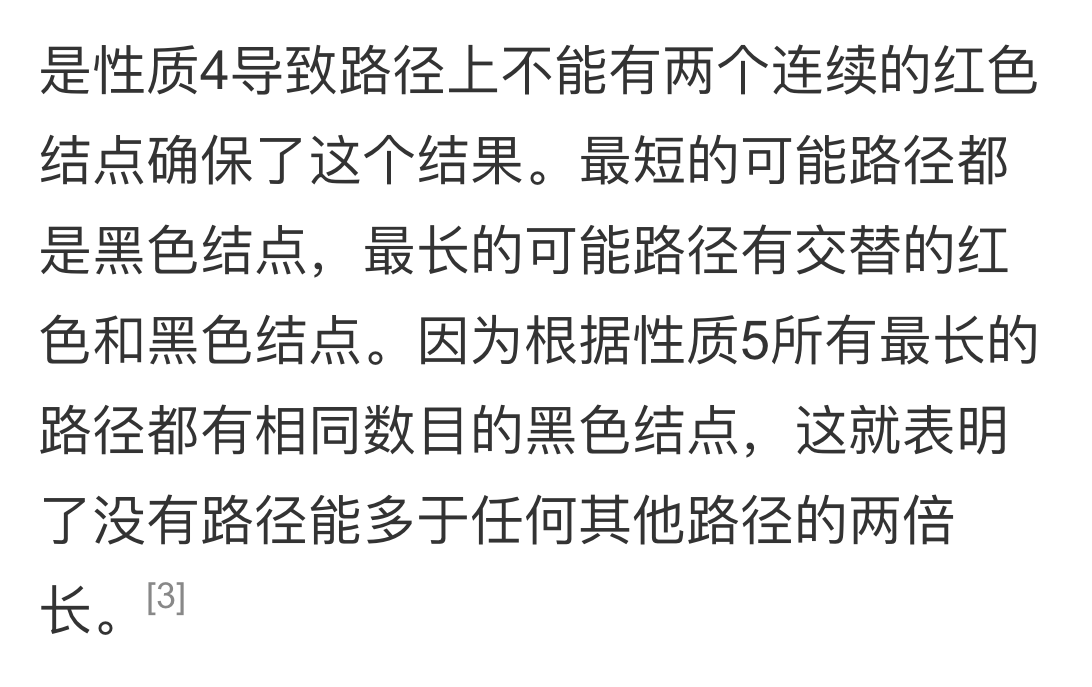 是性质4导致路径上不能有两个连续的红色
结点确保了这个结果。最短的可能路径都
是黑色结点，最长的可能路径有交替的红
色和黑色结点。因为根据性质5所有最长的
路径都有相同数目的黑色结点，这就表明
了没有路径能多于任何其他路径的两倍
长。[3]